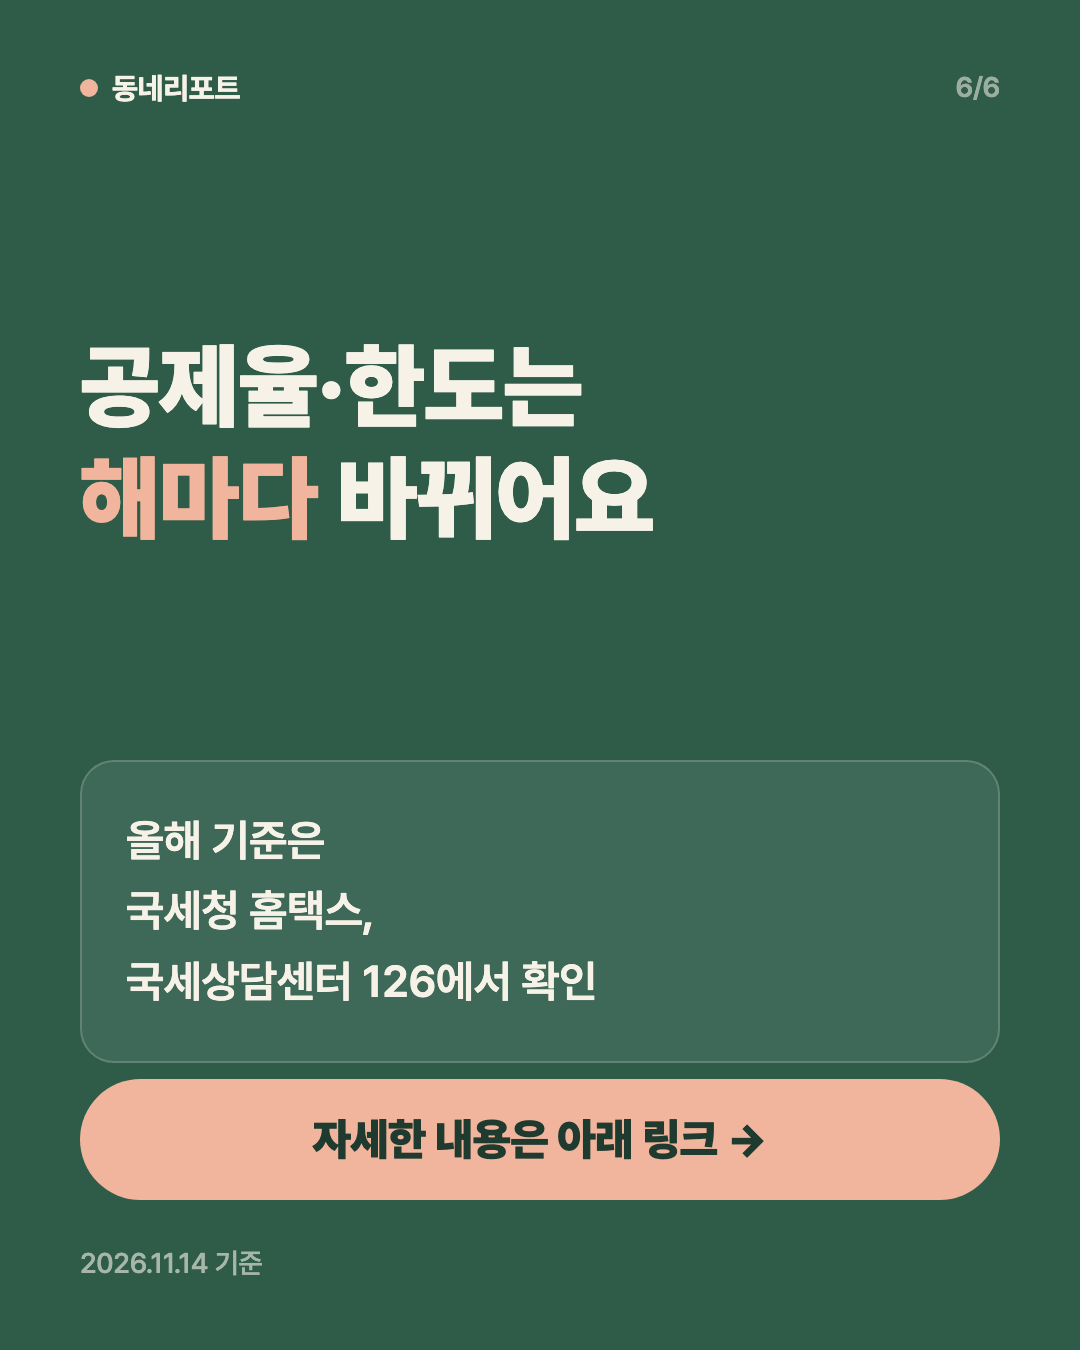 동네리포트
6/6
공제율·한도는
해마다 바뀌어요
올해 기준은
국세청 홈택스,
국세상담센터 126에서 확인
자세한 내용은 아래 링크 →
2026.11.14 기준